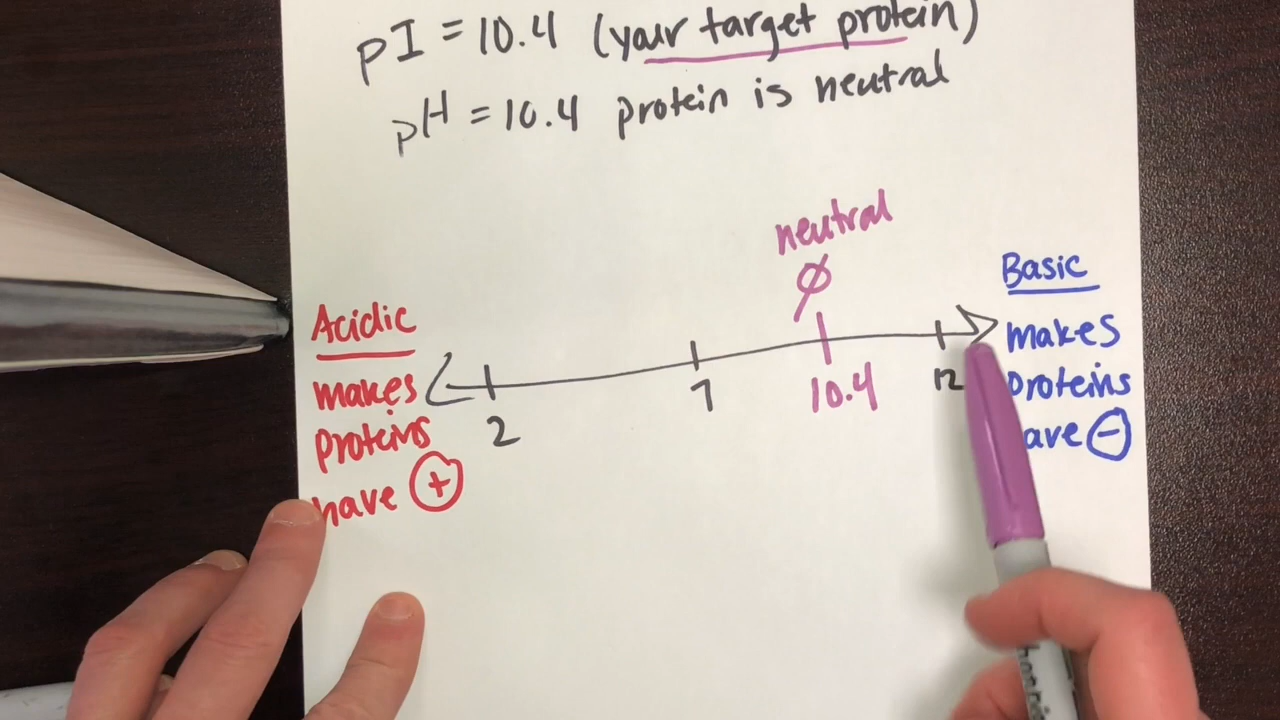 pI = 10.4 (your target protein)
pH = 10.4 protein is neutral
neutral
Ø
Acidic
makes
proteins
have +
2
7
10.4
12
Basic
makes
proteins
ave -